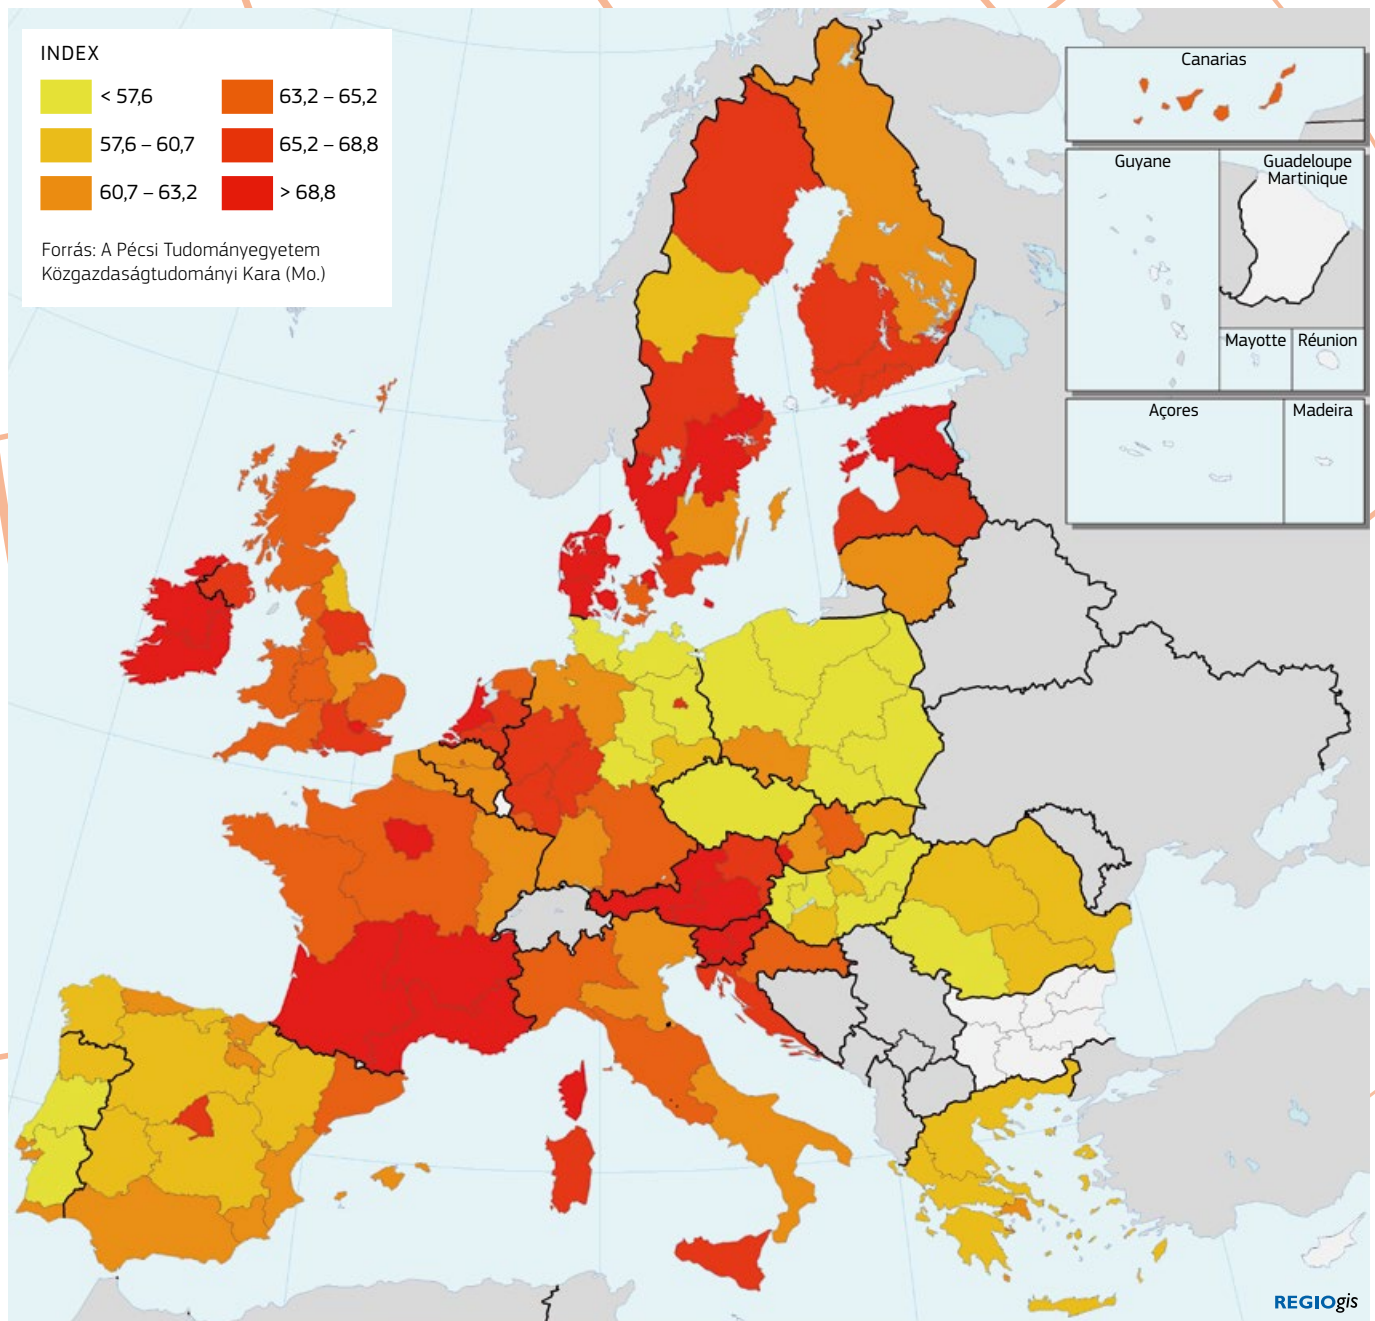 INDEX
< 57,6
57,6 – 60,7
60,7 – 63,2
63,2 – 65,2
65,2 – 68,8
> 68,8
Forrás: A Pécsi Tudományegyetem
Közgazdaságtudományi Kara (Mo.)
Canarias
Guyane
Guadeloupe
Martinique
Mayotte
Réunion
Açores
Madeira
REGIOgis